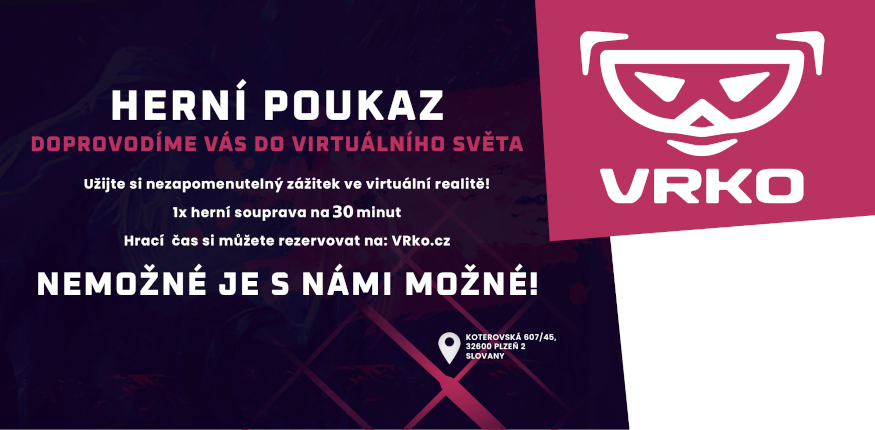 HERNÍ POUKAZ
DOPROVODÍME VÁS DO VIRTUÁLNÍHO SVĚTA
Užijte si nezapomenutelný zážitek ve virtuální realitě!
1x herní souprava na 30 minut
Hrací čas si můžete rezervovat na: VRko.cz
NEMOŽNÉ JE S NÁMI MOŽNÉ!
KOTEROVSKÁ 607/45,
32600 PLZEŇ 2
SLOVANY
VRKO